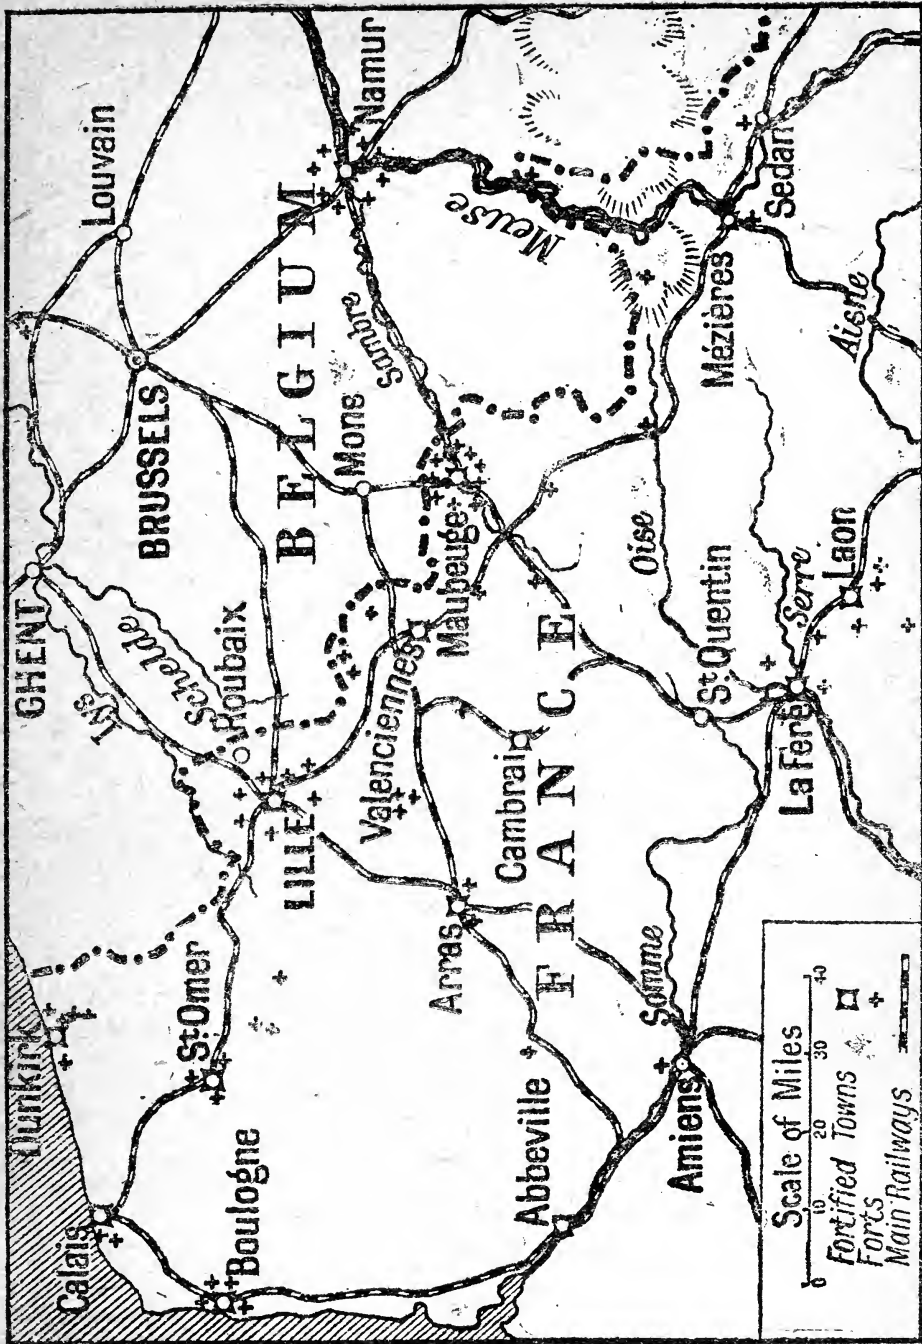 Dunkirk
Calais
GHENT
Louvain
BRUSSELS
St Omer
Lys
Schelde
Roubaix
LILLE
Boulogne
BELGIUM
Namur
Mons
Sambre
Valenciennes
Maubeuge
Meuse
Arras
Cambrai
FRANCE
Abbeville
Somme
Oise
St Quentin
Mézières
Sedan
Amiens
La Fère
Serre
Laon
Aisne
Scale of Miles
0 10 20 30 40
Fortified Towns
Forts
Main Railways